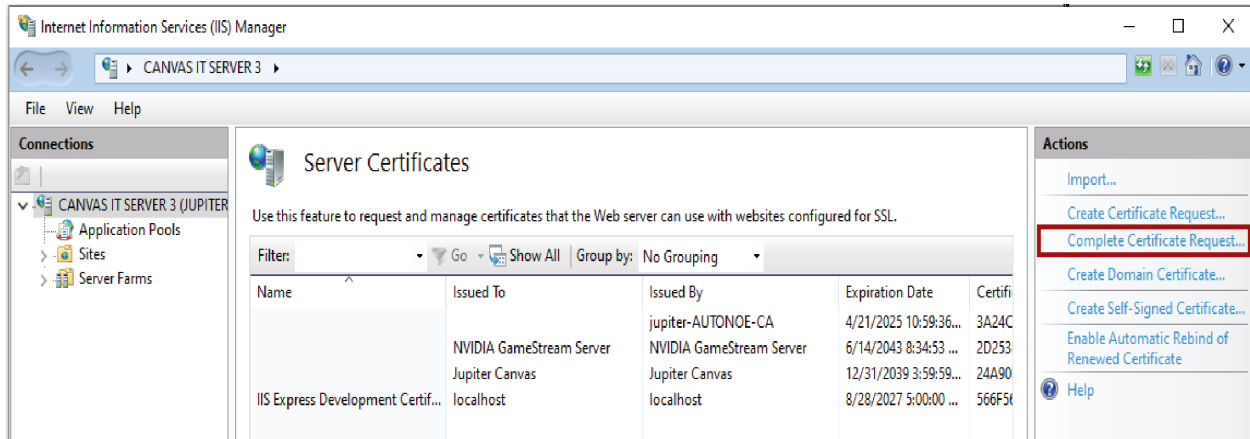 Internet Information Services (IIS) Manager
CANVAS IT SERVER 3
File View Help
Connections
CANVAS IT SERVER 3 (JUPITER
Application Pools
Sites
Server Farms
Server Certificates
Use this feature to request and manage certificates that the Web server can use with websites configured for SSL.
Filter: Go Show All Group by: No Grouping
Name Issued To Issued By Expiration Date Certifi
jupiter-AUTONOE-CA 4/21/2025 10:59:36... 3A24C
NVIDIA GameStream Server NVIDIA GameStream Server 6/14/2043 8:34:53 ... 2D253
Jupiter Canvas Jupiter Canvas 12/31/2039 3:59:59... 24A90
IIS Express Development Certif... localhost localhost 8/28/2027 5:00:00 ... 566F56
Actions
Import...
Create Certificate Request...
Complete Certificate Request...
Create Domain Certificate...
Create Self-Signed Certificate...
Enable Automatic Rebind of
Renewed Certificate
Help